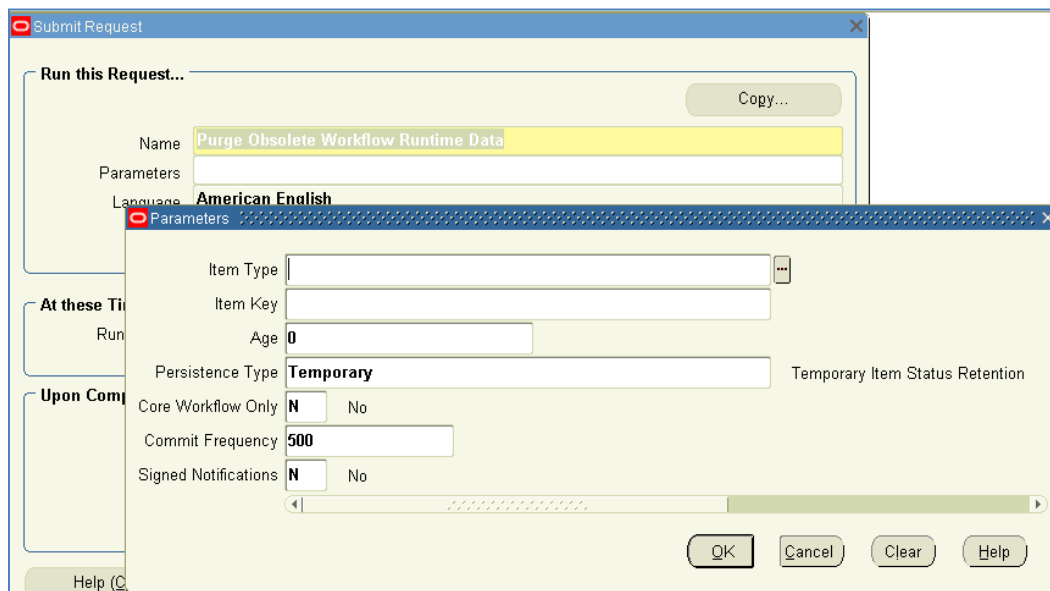 Submit Request
Run this Request...
Copy...
Name Purge Obsolete Workflow Runtime Data
Parameters
Language American English
Parameters
Item Type
Item Key
Age 0
Persistence Type Temporary Temporary Item Status Retention
Core Workflow Only N No
Commit Frequency 500
Signed Notifications N No
At these Ti
Run
Upon Comp
OK Cancel Clear Help
Help (C